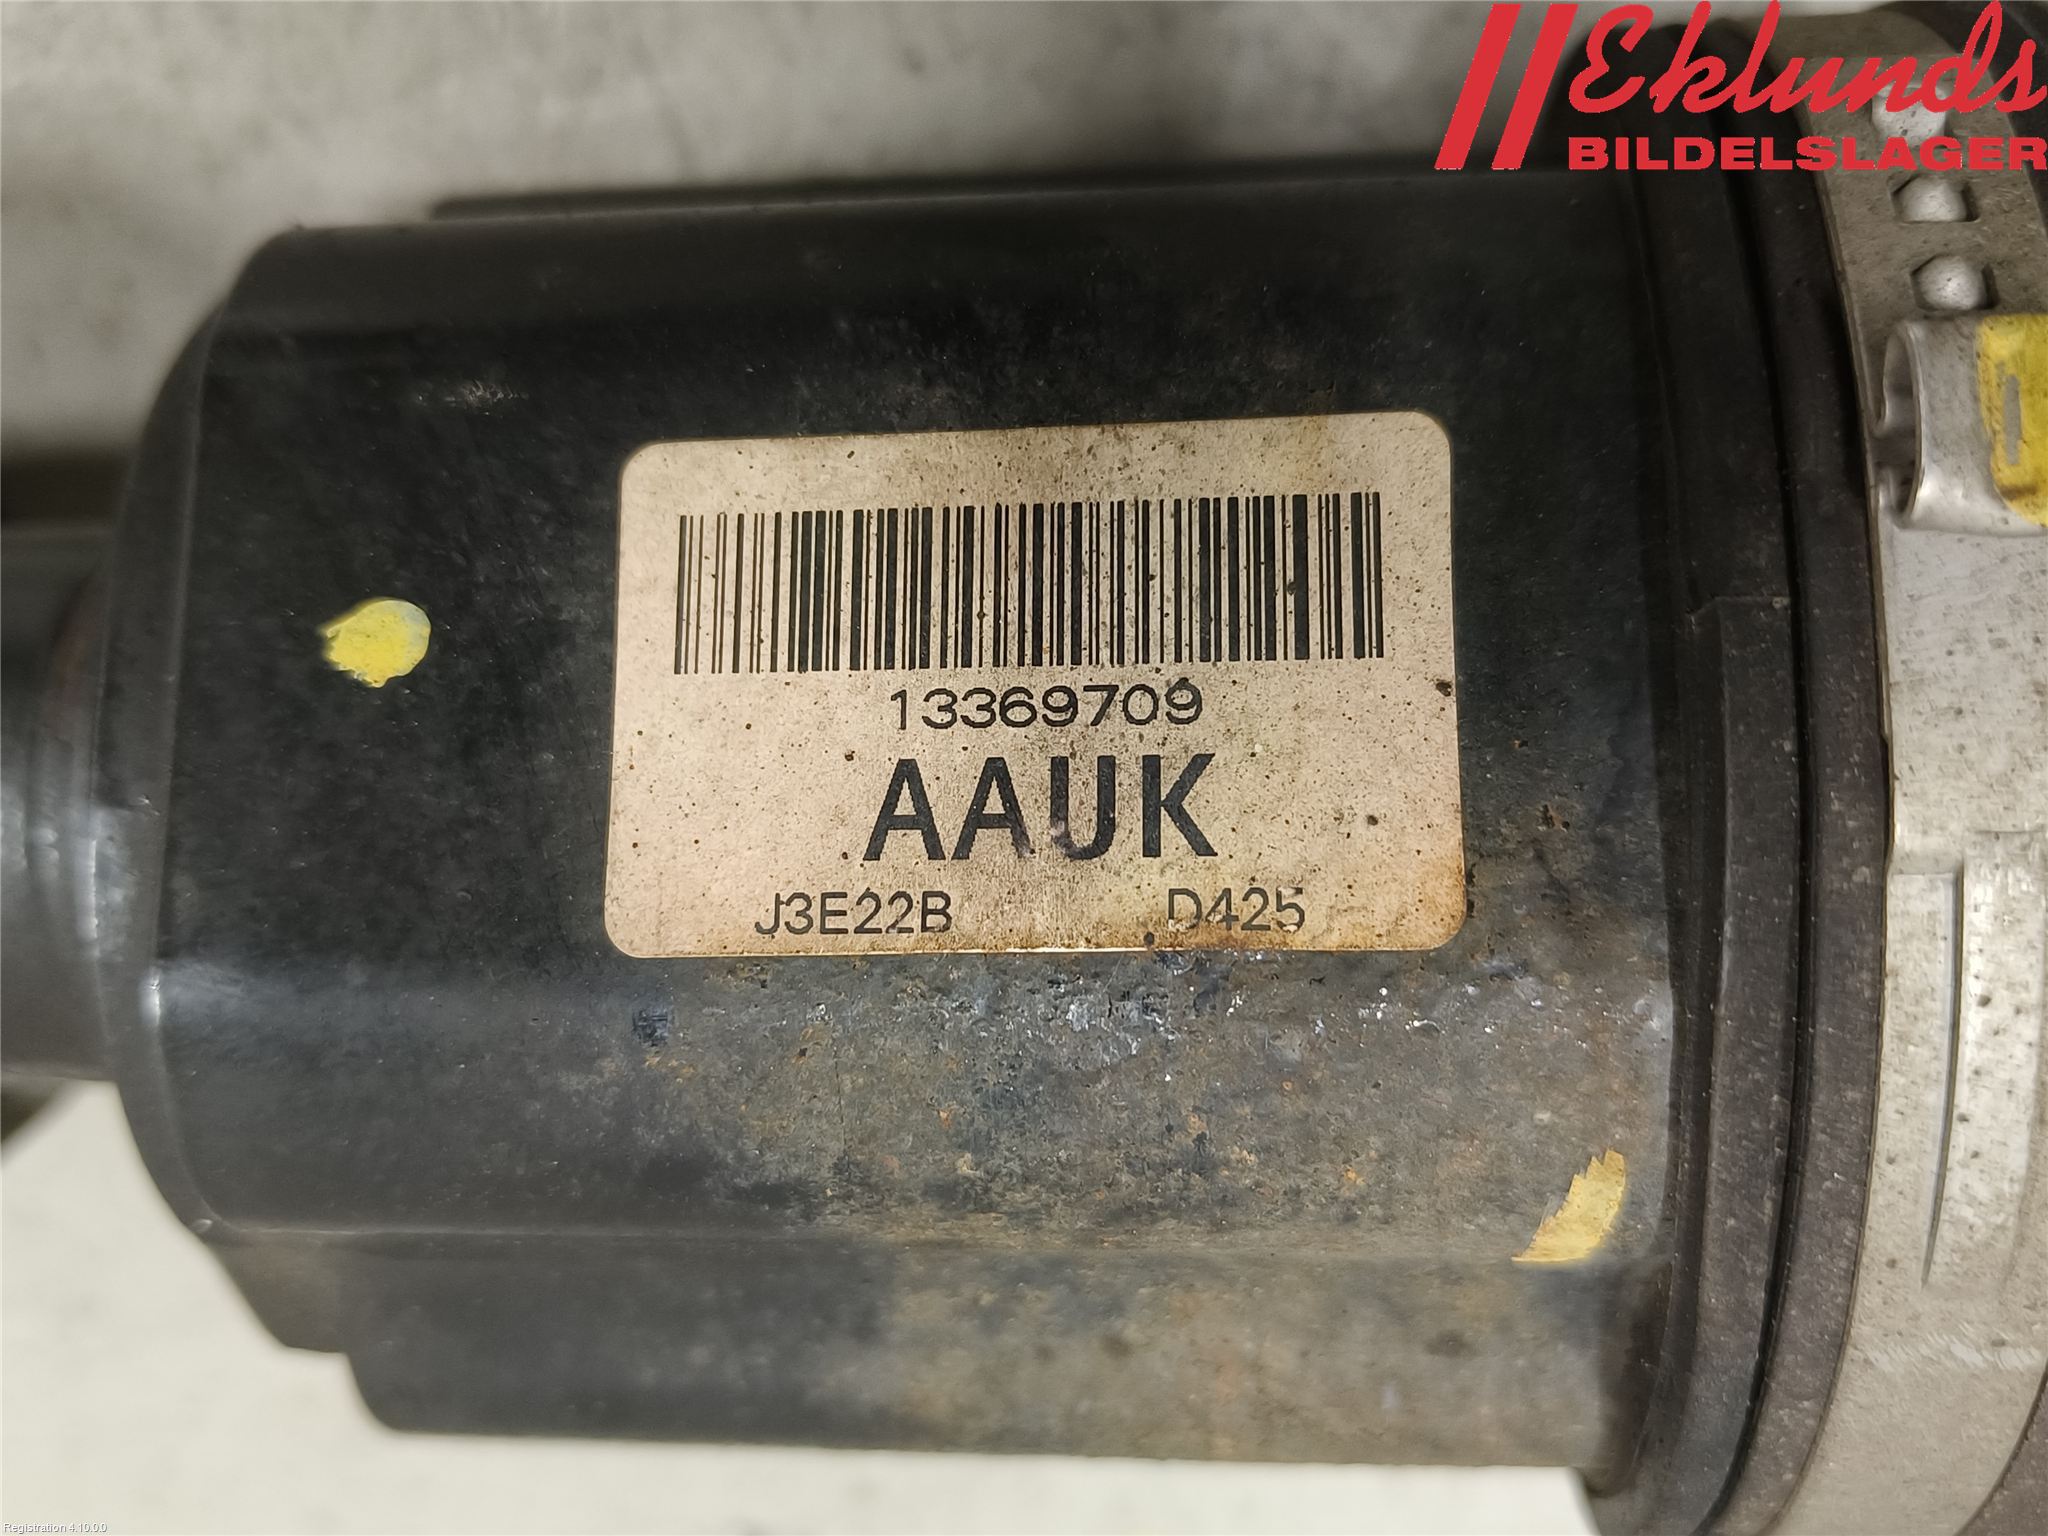 Eklunds
BILDELSLAGER
13369709
AAUK
J3E22B D425
Registration 4.10.0.0